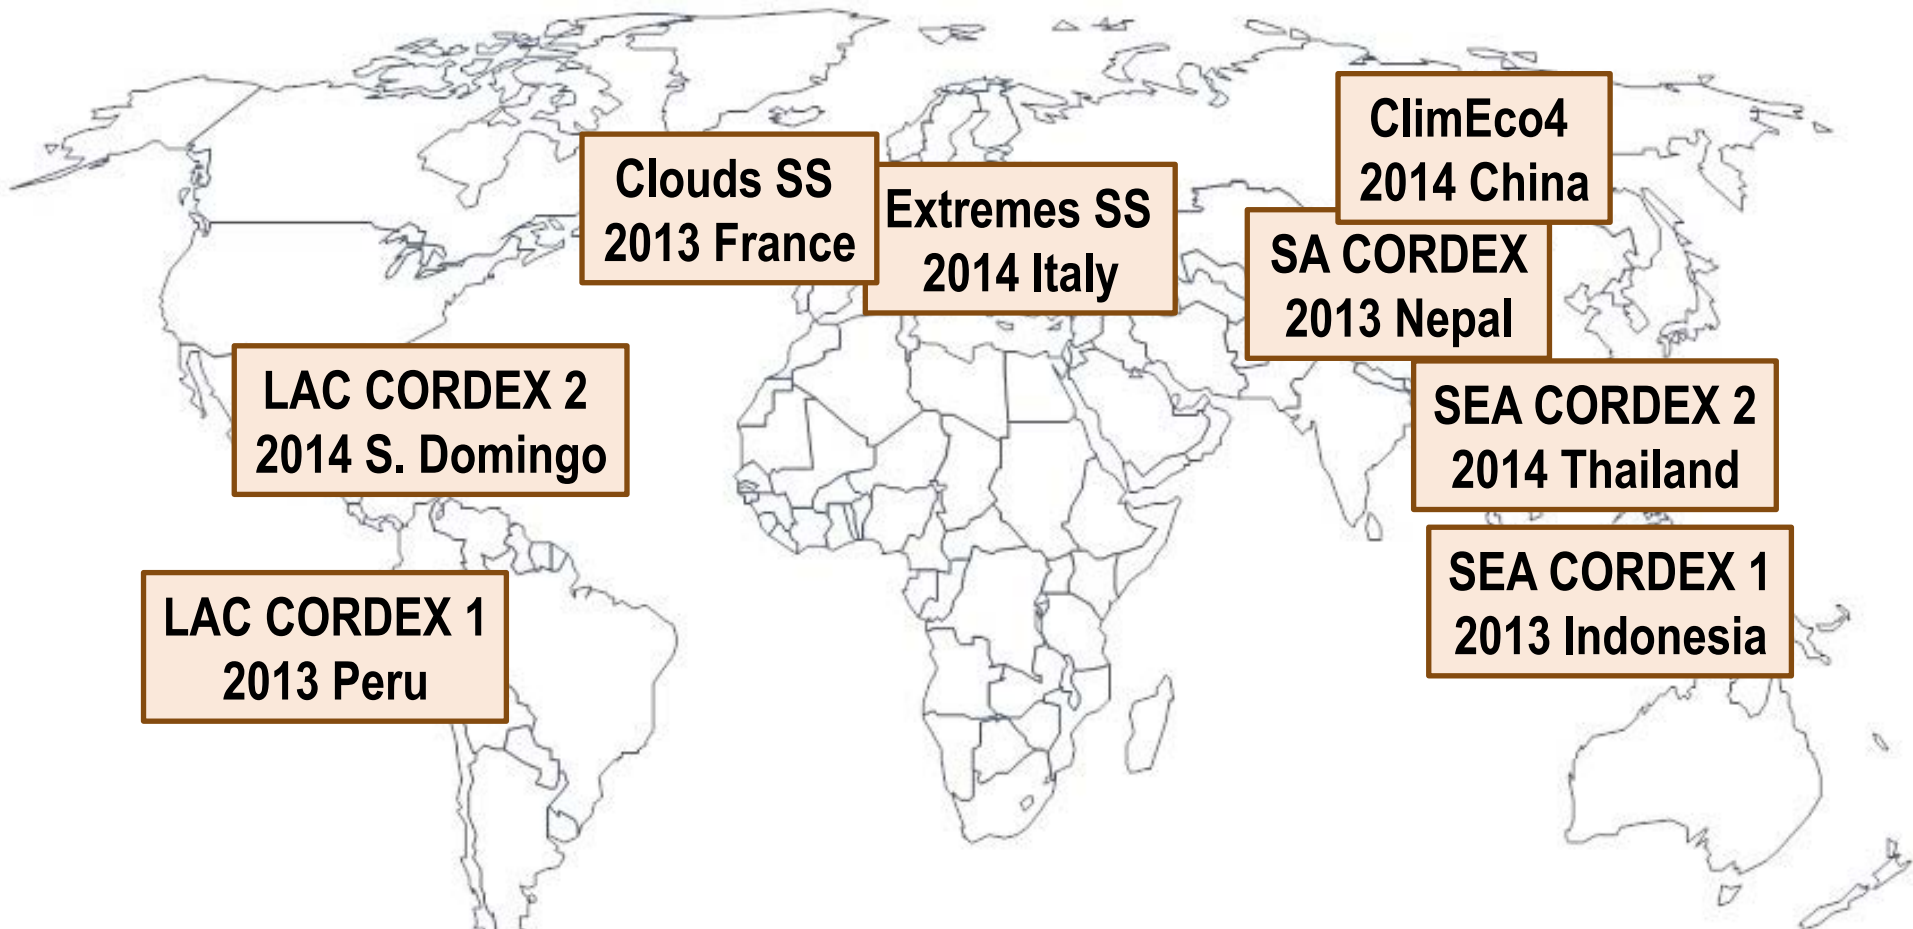 ClimEco4
2014 China
Clouds SS
2013 France
Extremes SS
2014 Italy
SA CORDEX
2013 Nepal
LAC CORDEX 2
2014 S. Domingo
SEA CORDEX 2
2014 Thailand
SEA CORDEX 1
2013 Indonesia
LAC CORDEX 1
2013 Peru